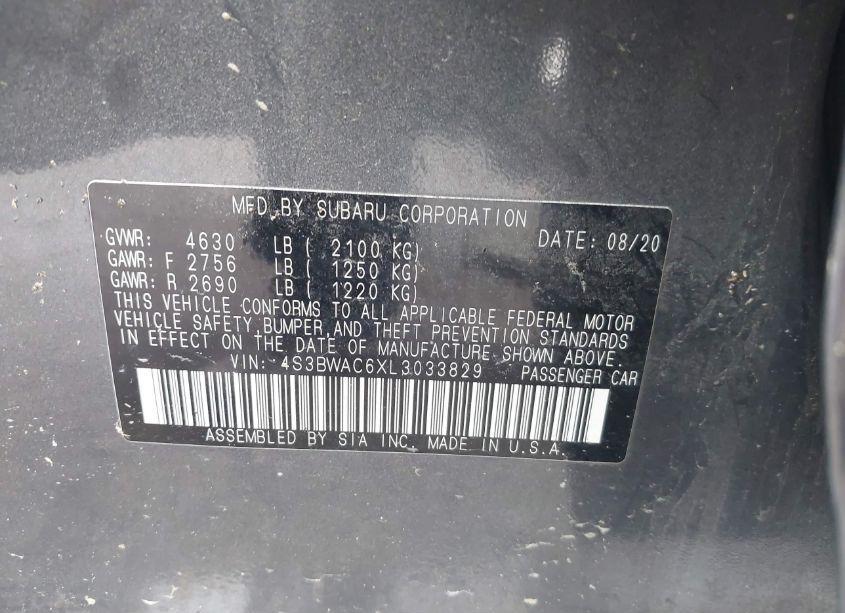 MFD. BY SUBARU CORPORATION
GVWR: 4630 LB ( 2100 KG) DATE: 08/20
GAWR: F 2756 LB ( 1250 KG)
GAWR: R 2690 LB ( 1220 KG)
THIS VEHICLE CONFORMS TO ALL APPLICABLE FEDERAL MOTOR
VEHICLE SAFETY, BUMPER, AND THEFT PREVENTION STANDARDS
IN EFFECT ON THE DATE OF MANUFACTURE SHOWN ABOVE.
VIN: 4S3BWAC6XL3033829 PASSENGER CAR
ASSEMBLED BY SIA INC. MADE IN U.S.A.